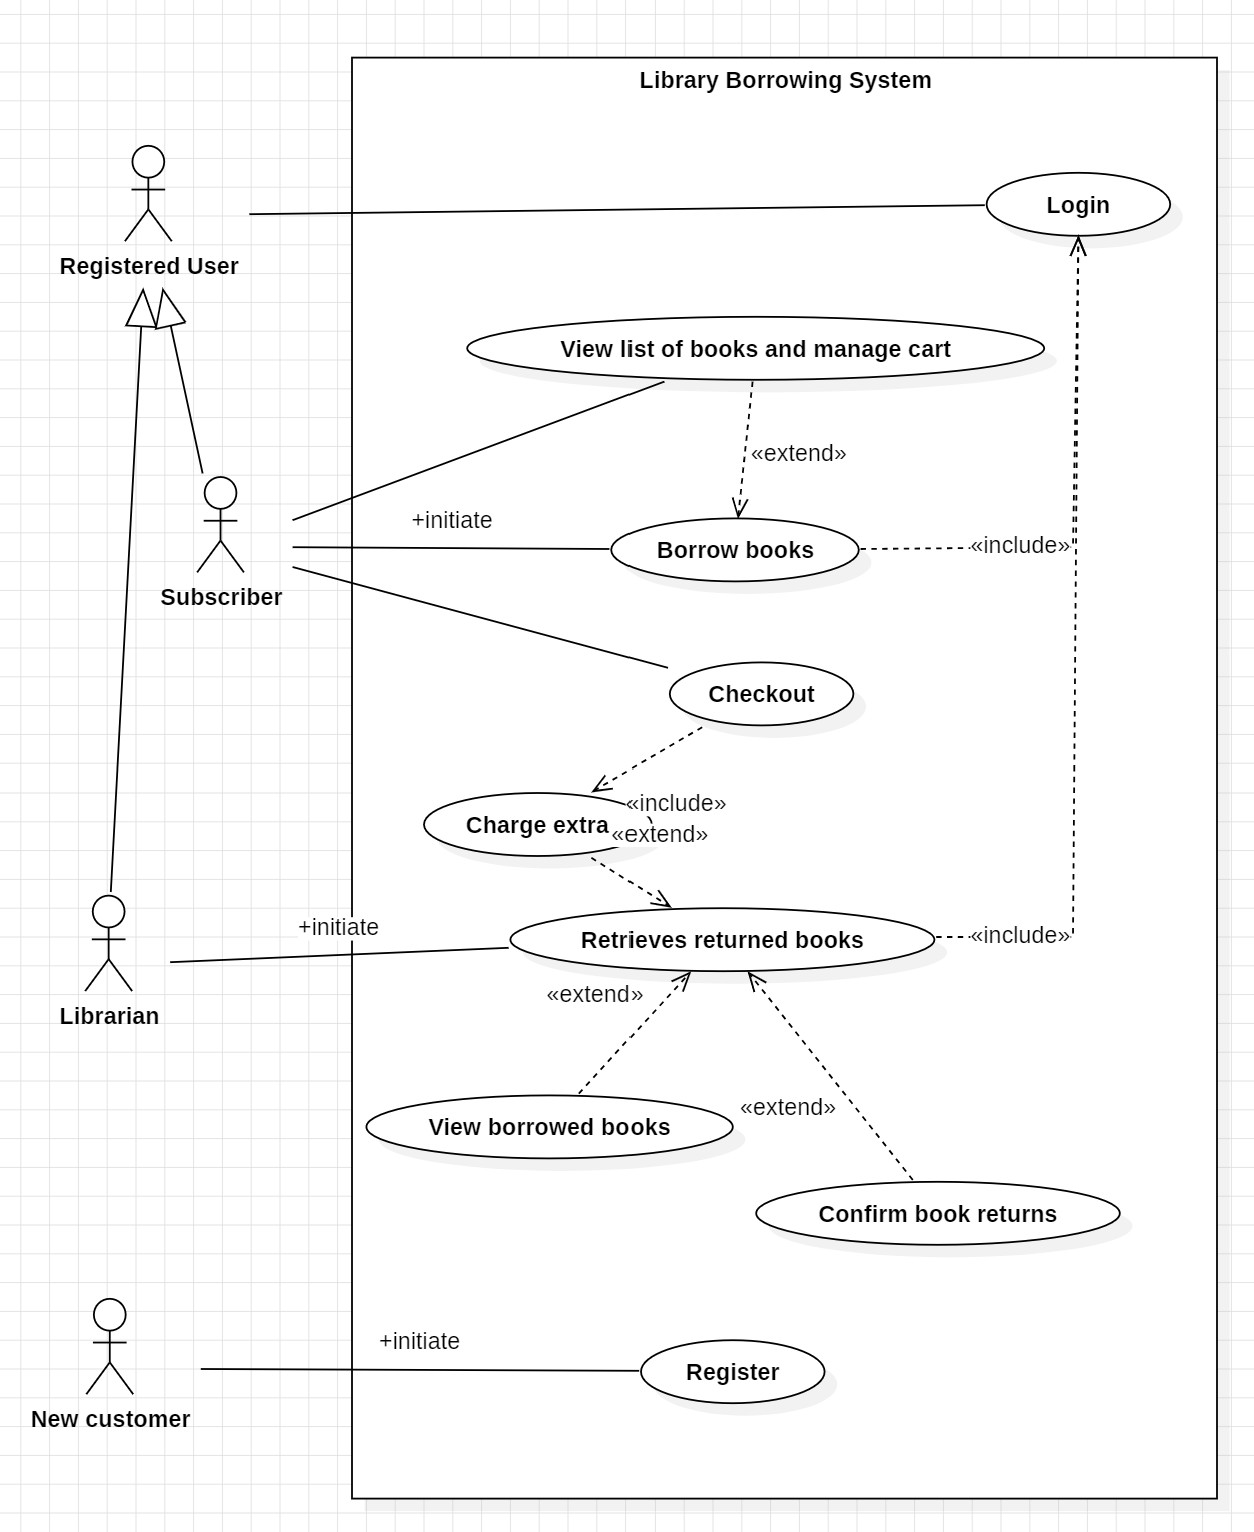 Library Borrowing System
Login
Registered User
View list of books and manage cart
«extend»
+initiate
Borrow books
«include»
Subscriber
Checkout
«include»
Charge extra
«extend»
+initiate
Retrieves returned books
«include»
«extend»
Librarian
«extend»
View borrowed books
Confirm book returns
+initiate
Register
New customer